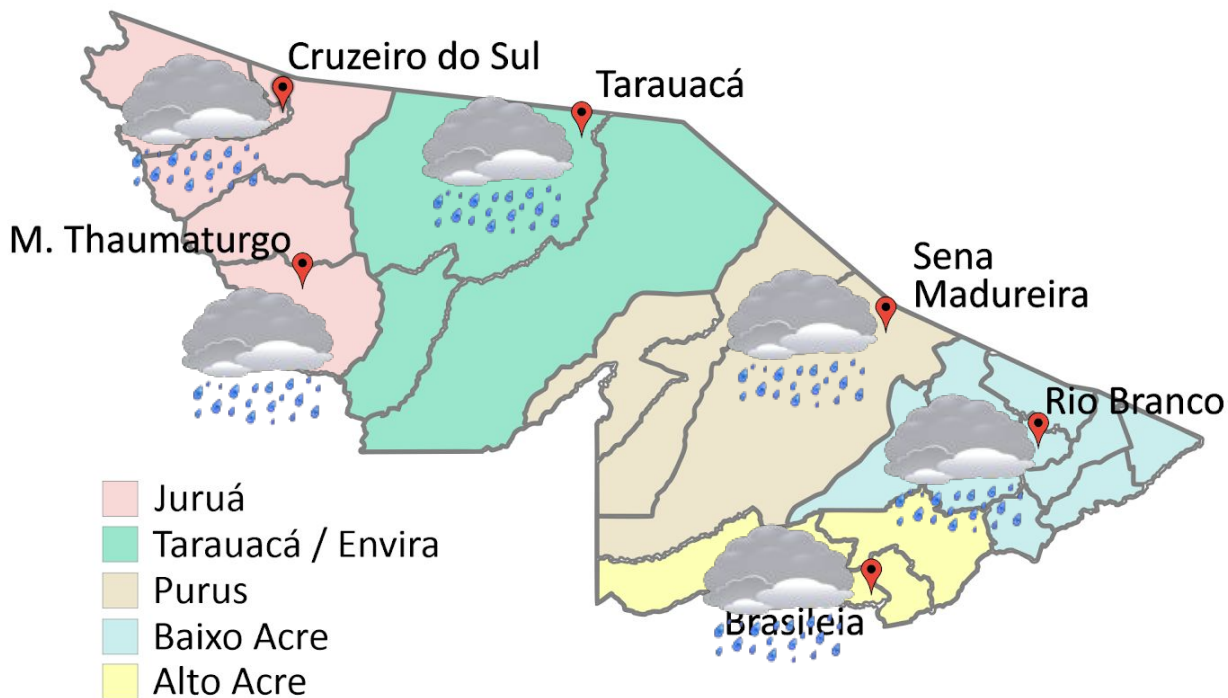 Cruzeiro do Sul
Tarauacá
M. Thaumaturgo
Sena
Madureira
Rio Branco
Brasileia
Juruá
Tarauacá / Envira
Purus
Baixo Acre
Alto Acre